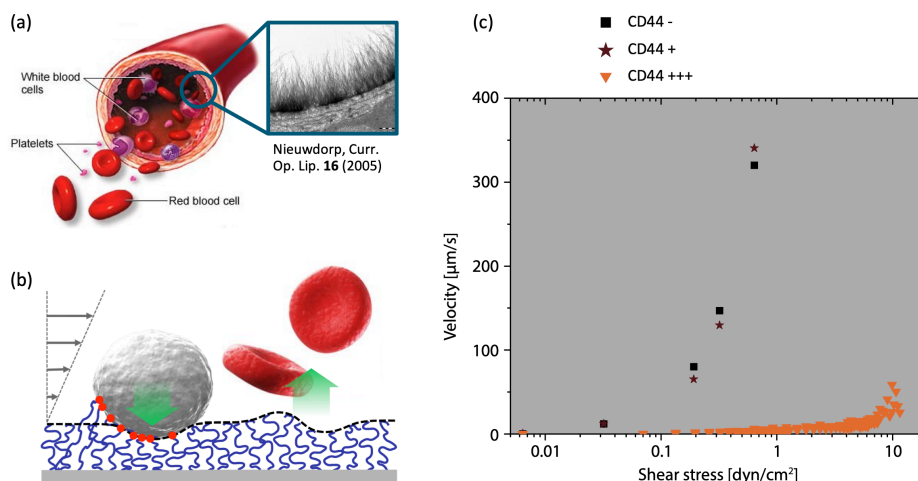 (a)
White blood
cells
Platelets
Red blood cell
Nieuwdorp, Curr.
Op. Lip. 16 (2005)
(b)
(c)
CD44 -
CD44 +
CD44 +++
400
300
200
100
0
Velocity [µm/s]
0.01
0.1
1
10
Shear stress [dyn/cm²]